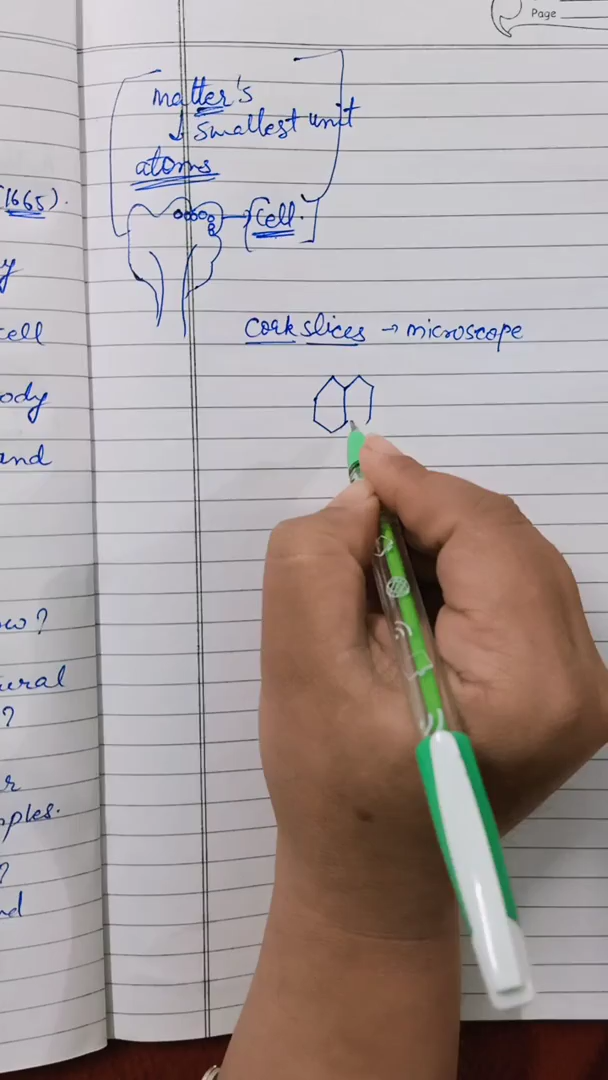 Page
matter's
smallest unit
atoms
(1665).
Cell.
y
cell
Cork slices → microscope
ody
and
ow?
ural
?
r
ples.
?
nd